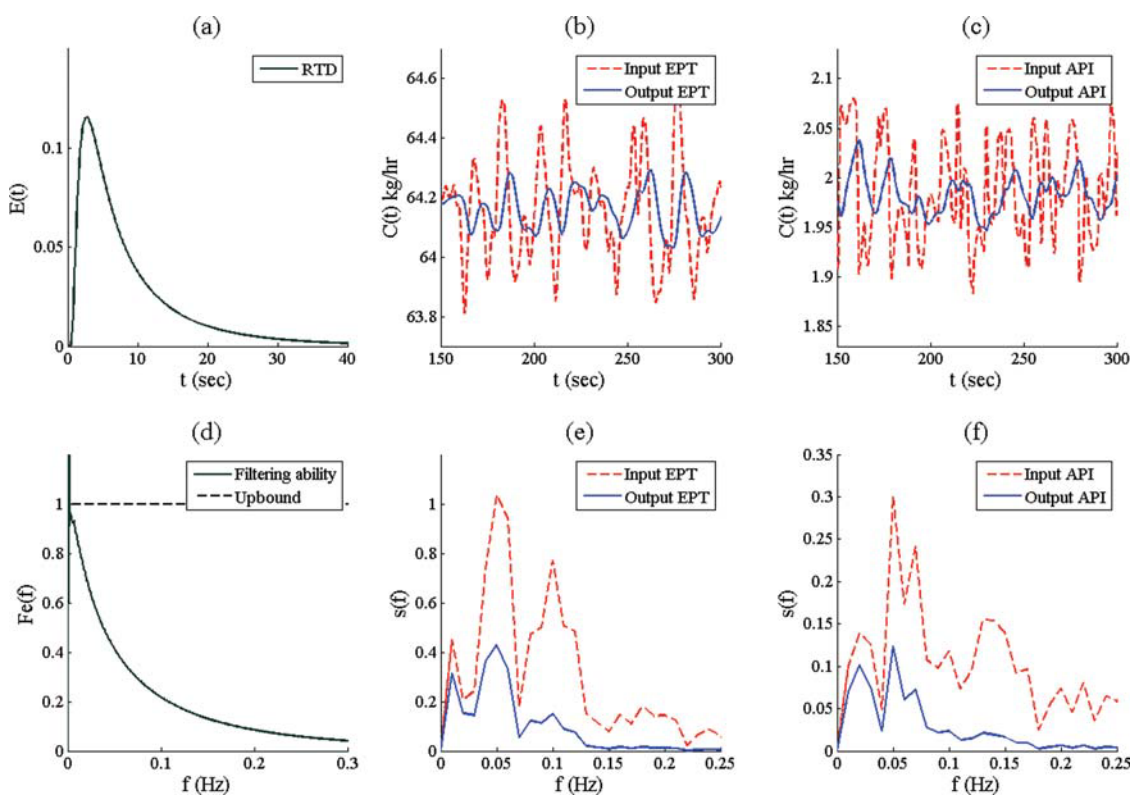 (a)
RTD
0.1
0.05
0
E(t)
0
10
20
30
40
t (sec)
(b)
Input EPT
Output EPT
64.6
64.4
64.2
64
63.8
C(t) kg/hr
150
200
250
300
t (sec)
(c)
Input API
Output API
2.1
2.05
2
1.95
1.9
1.85
C(t) kg/hr
150
200
250
300
t (sec)
(d)
Filtering ability
Upbound
1
0.8
0.6
0.4
0.2
0
Fe(f)
0
0.1
0.2
0.3
f (Hz)
(e)
Input EPT
Output EPT
1
0.8
0.6
0.4
0.2
0
s(f)
0
0.05
0.1
0.15
0.2
0.25
f (Hz)
(f)
Input API
Output API
0.35
0.3
0.25
0.2
0.15
0.1
0.05
0
s(f)
0
0.05
0.1
0.15
0.2
0.25
f (Hz)